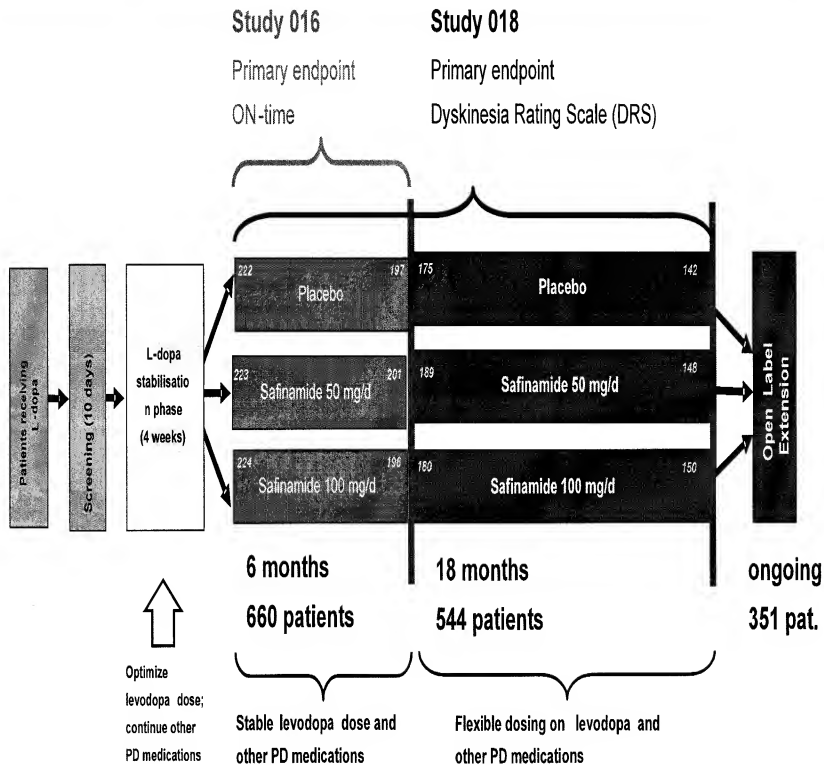 Study 016
Primary endpoint
ON-time
Study 018
Primary endpoint
Dyskinesia Rating Scale (DRS)
Patients receiving
L-dopa
Screening (10 days)
L-dopa
stabilisatio
n phase
(4 weeks)
222
197
Placebo
175
142
Placebo
223
201
Safinamide 50 mg/d
189
148
Safinamide 50 mg/d
224
196
Safinamide 100 mg/d
180
150
Safinamide 100 mg/d
Open Label
Extension
6 months
660 patients
18 months
544 patients
ongoing
351 pat.
Optimize
levodopa dose;
continue other
PD medications
Stable levodopa dose and
other PD medications
Flexible dosing on levodopa and
other PD medications